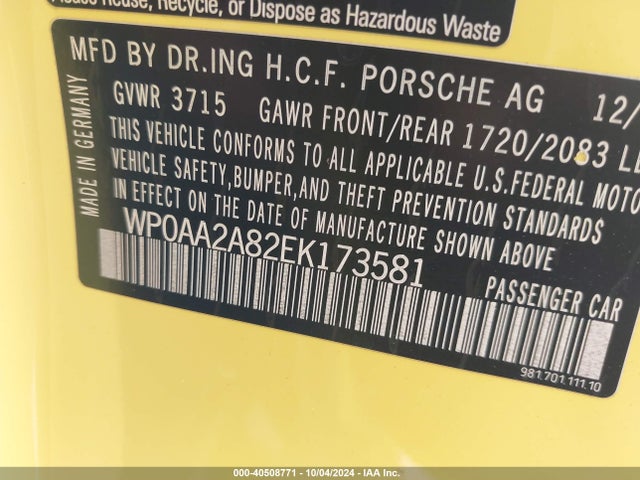 Please Reuse, Recycle, or Dispose as Hazardous Waste
MFD BY DR.ING H.C.F. PORSCHE AG 12/
GVWR 3715 GAWR FRONT/REAR 1720/2083
THIS VEHICLE CONFORMS TO ALL APPLICABLE U.S.FEDERAL
VEHICLE SAFETY,BUMPER,AND THEFT PREVENTION STANDARDS
IN EFFECT ON THE DATE OF MANUFACTURE SHOWN ABOVE
WP0AA2A82EK173581 PASSENGER CAR
981.701.111.10
MADE IN GERMANY
000-40508771 - 10/04/2024 - IAA Inc.